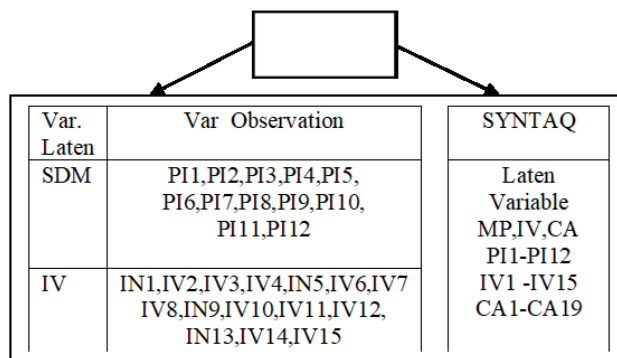 Var.
Laten
Var Observation
SDM
PI1,PI2,PI3,PI4,PI5,
PI6,PI7,PI8,PI9,PI10,
PI11,PI12
IV
IN1,IV2,IV3,IV4,IN5,IV6,IV7
IV8,IN9,IV10,IV11,IV12,
IN13,IV14,IV15
SYNTAQ
Laten
Variable
MP,IV,CA
PI1-PI12
IV1 -IV15
CA1-CA19